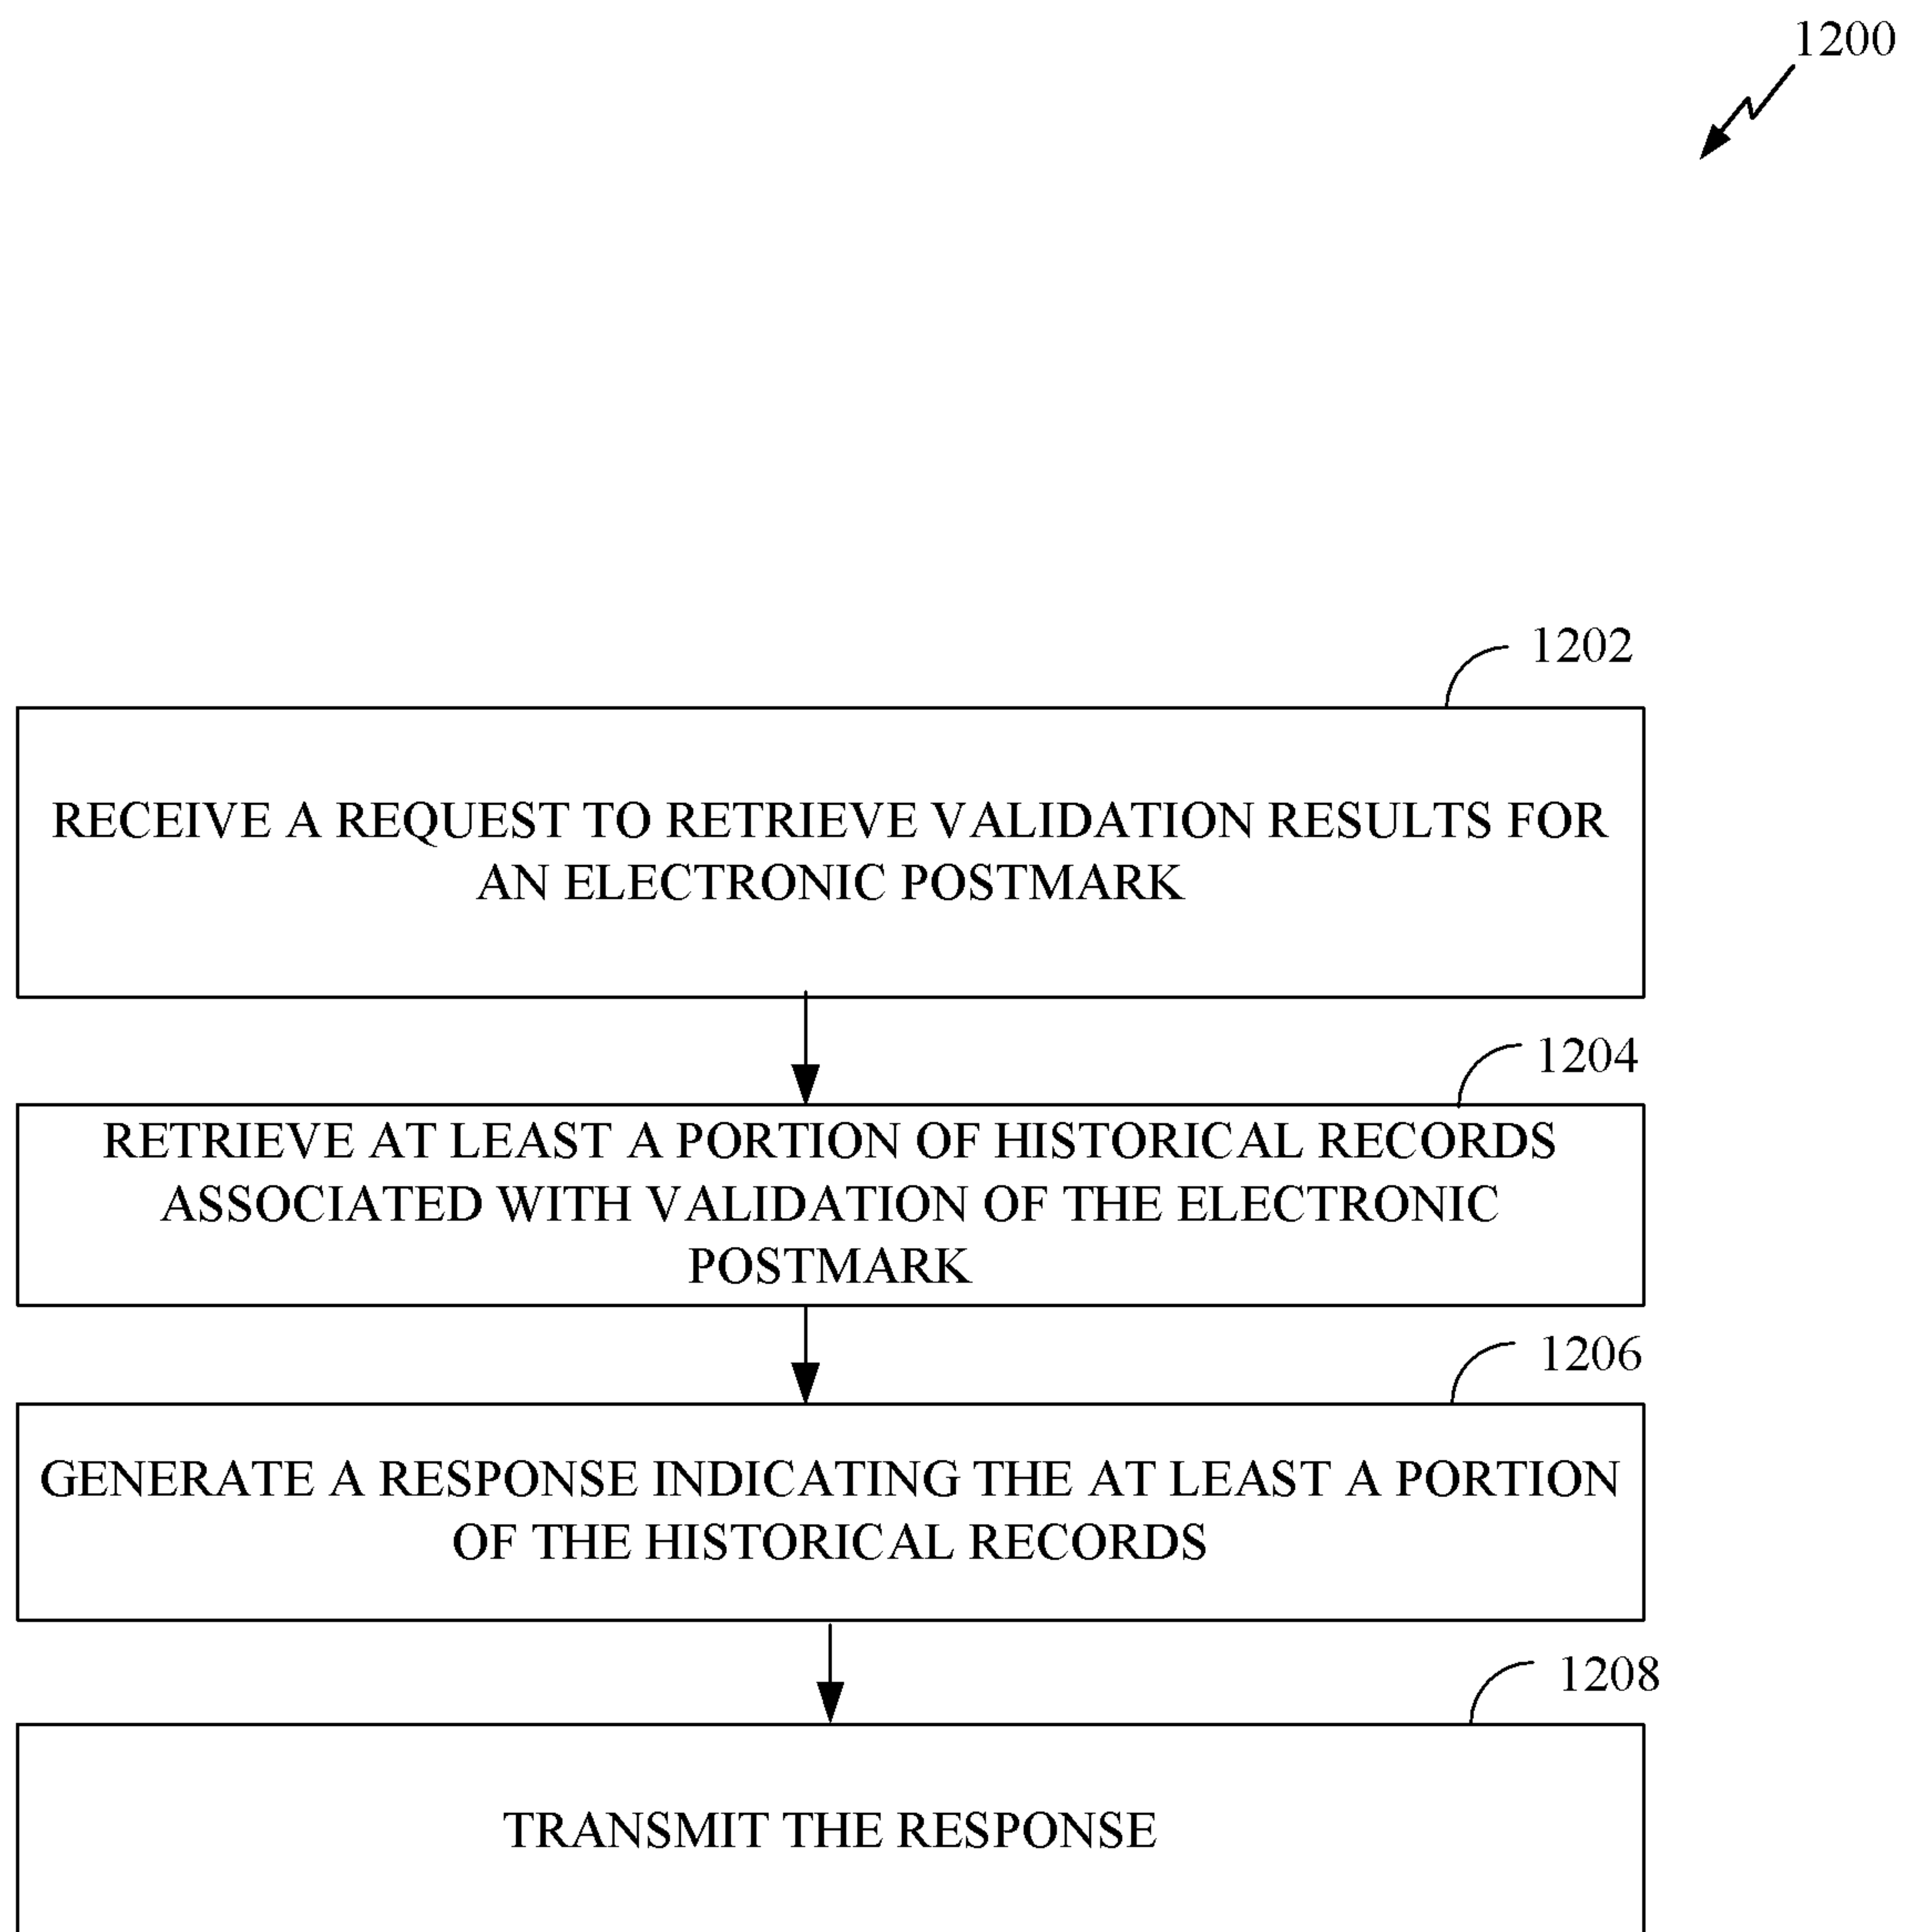 1200
1202
RECEIVE A REQUEST TO RETRIEVE VALIDATION RESULTS FOR
AN ELECTRONIC POSTMARK
1204
RETRIEVE AT LEAST A PORTION OF HISTORICAL RECORDS
ASSOCIATED WITH VALIDATION OF THE ELECTRONIC
POSTMARK
1206
GENERATE A RESPONSE INDICATING THE AT LEAST A PORTION
OF THE HISTORICAL RECORDS
1208
TRANSMIT THE RESPONSE